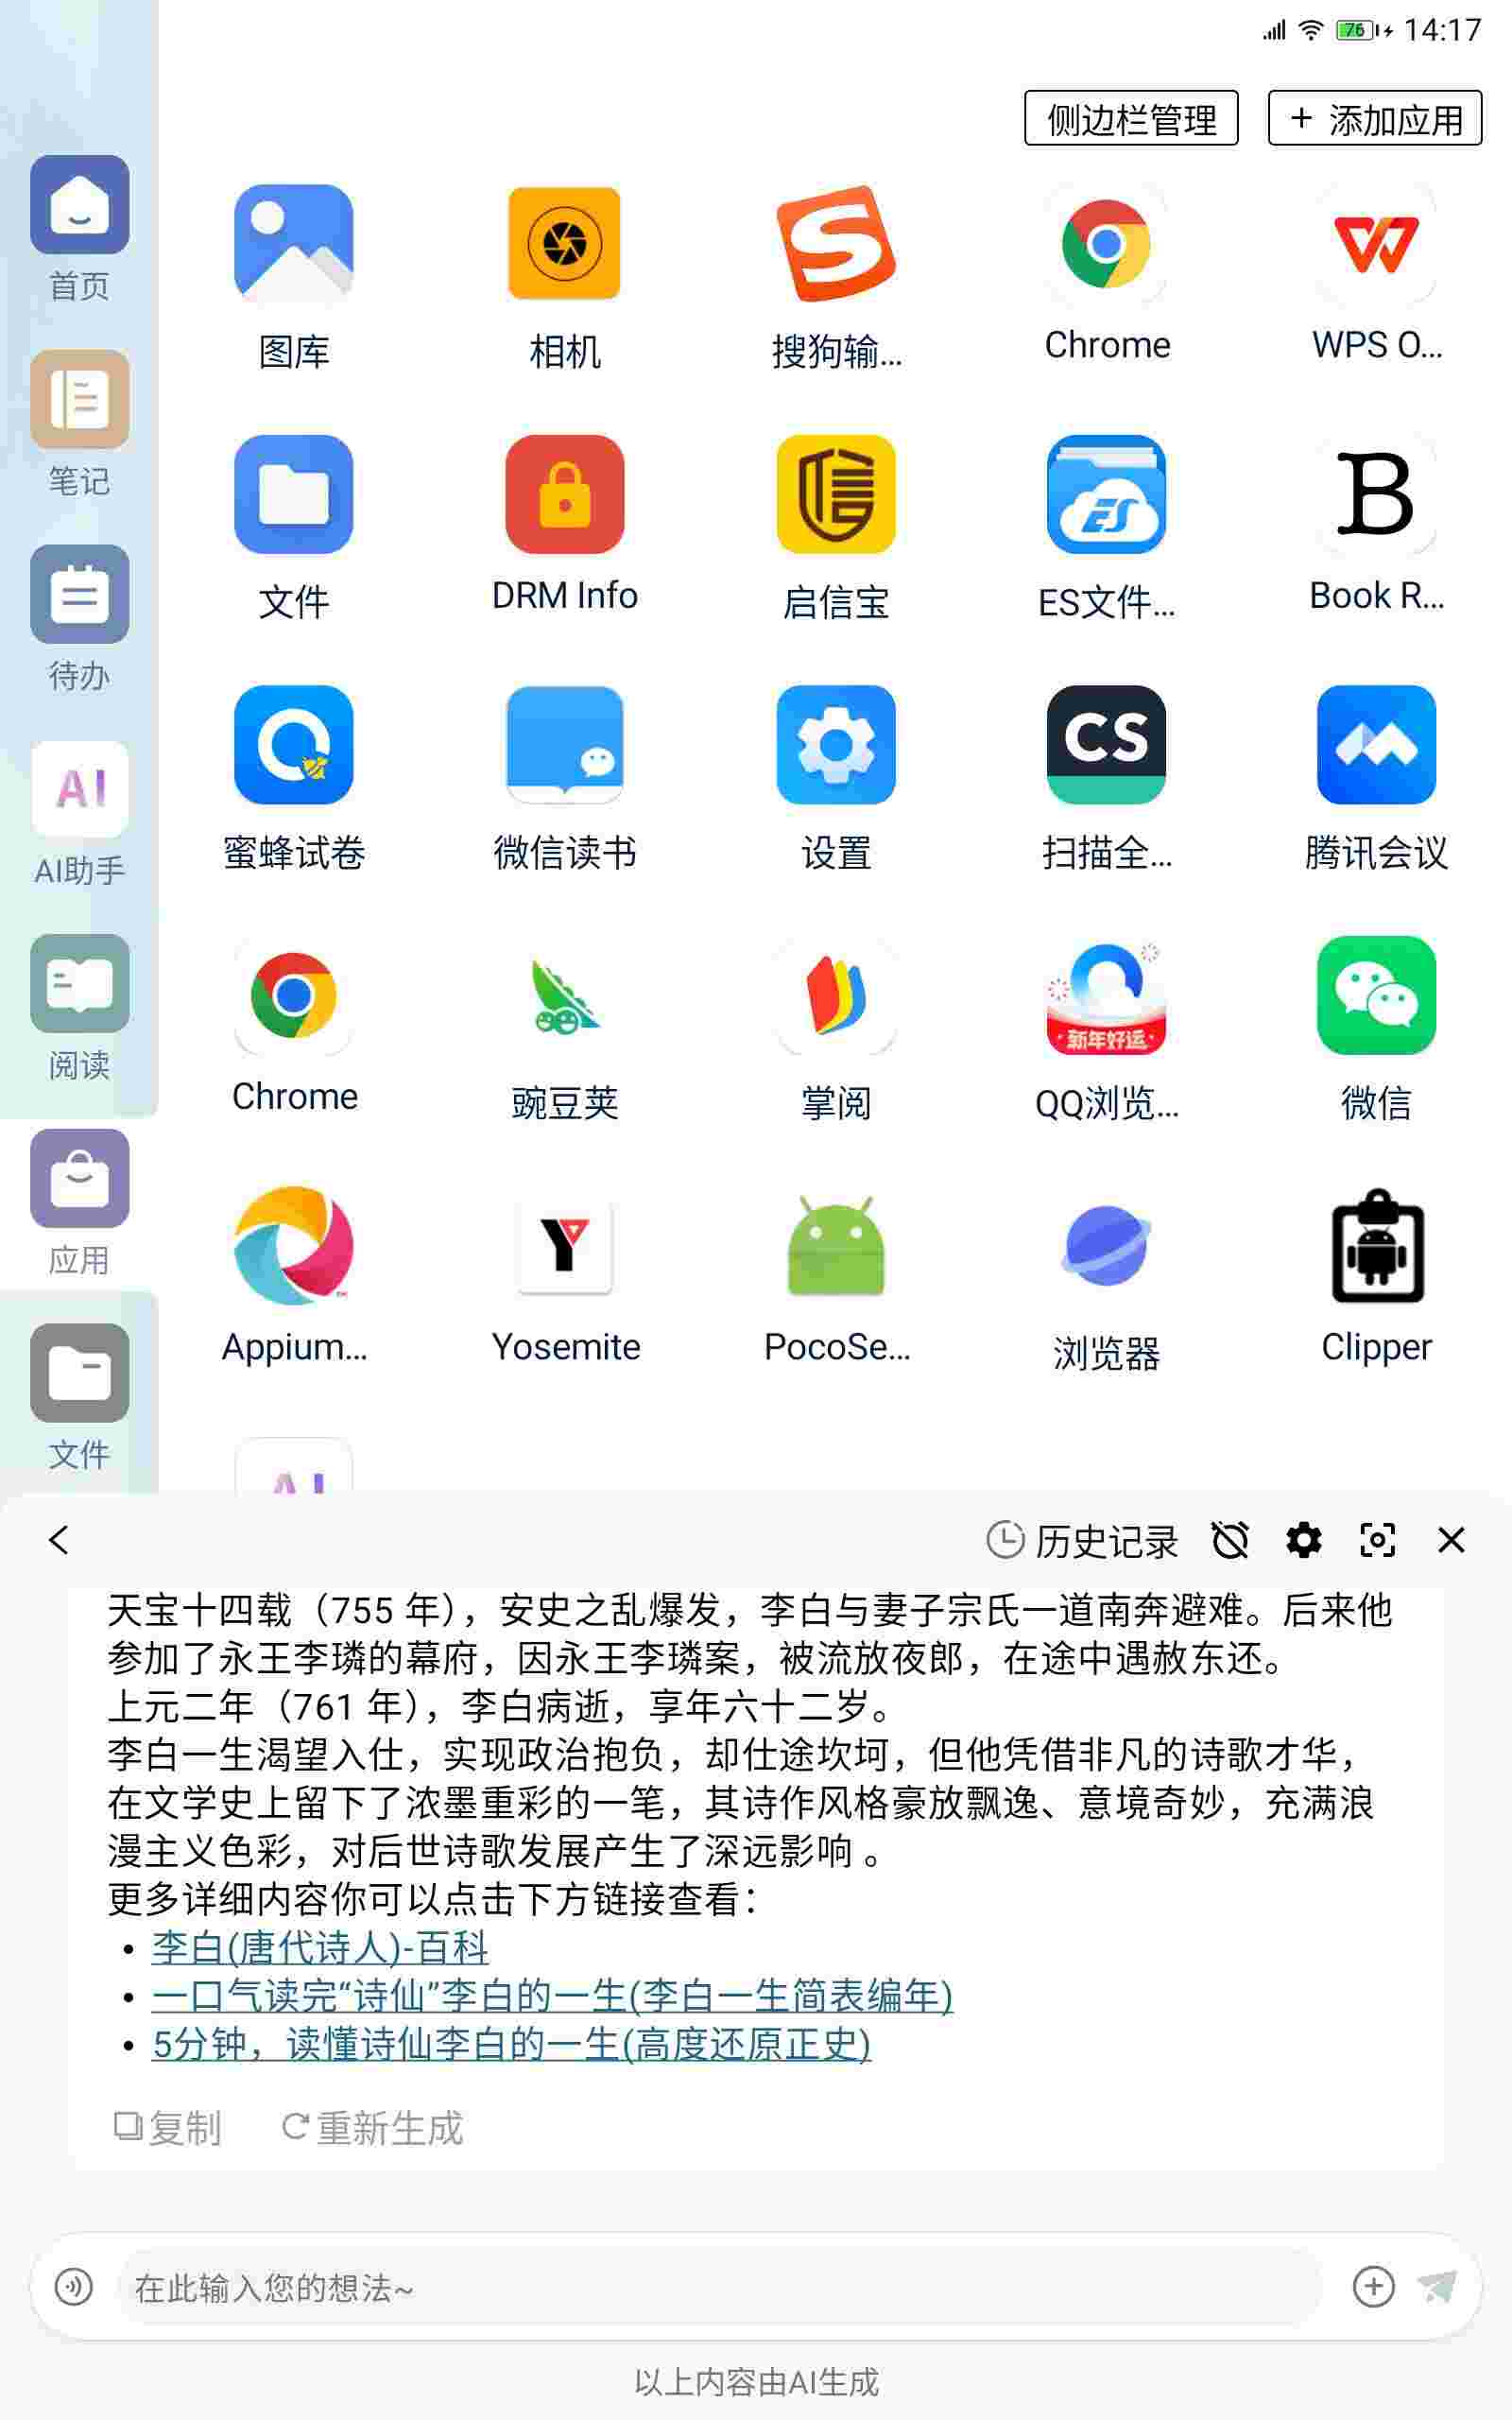 76 14:17
侧边栏管理
+ 添加应用
首页
笔记
待办
AI
AI助手
阅读
应用
文件
图库 相机 搜狗输... Chrome WPS O...
信 ES B
文件 DRM Info 启信宝 ES文件... Book R...
CS
蜜蜂试卷 微信读书 设置 扫描全... 腾讯会议
新年好运
Chrome 豌豆荚 掌阅 QQ浏览... 微信
Appium... Yosemite PocoSe... 浏览器 Clipper
AI
历史记录
天宝十四载（755 年），安史之乱爆发，李白与妻子宗氏一道南奔避难。后来他
参加了永王李璘的幕府，因永王李璘案，被流放夜郎，在途中遇赦东还。
上元二年（761 年），李白病逝，享年六十二岁。
李白一生渴望入仕，实现政治抱负，却仕途坎坷，但他凭借非凡的诗歌才华，
在文学史上留下了浓墨重彩的一笔，其诗作风格豪放飘逸、意境奇妙，充满浪
漫主义色彩，对后世诗歌发展产生了深远影响 。
更多详细内容你可以点击下方链接查看：
• 李白(唐代诗人)-百科
• 一口气读完“诗仙”李白的一生(李白一生简表编年)
• 5分钟，读懂诗仙李白的一生(高度还原正史)
复制 重新生成
在此输入您的想法~
以上内容由AI生成